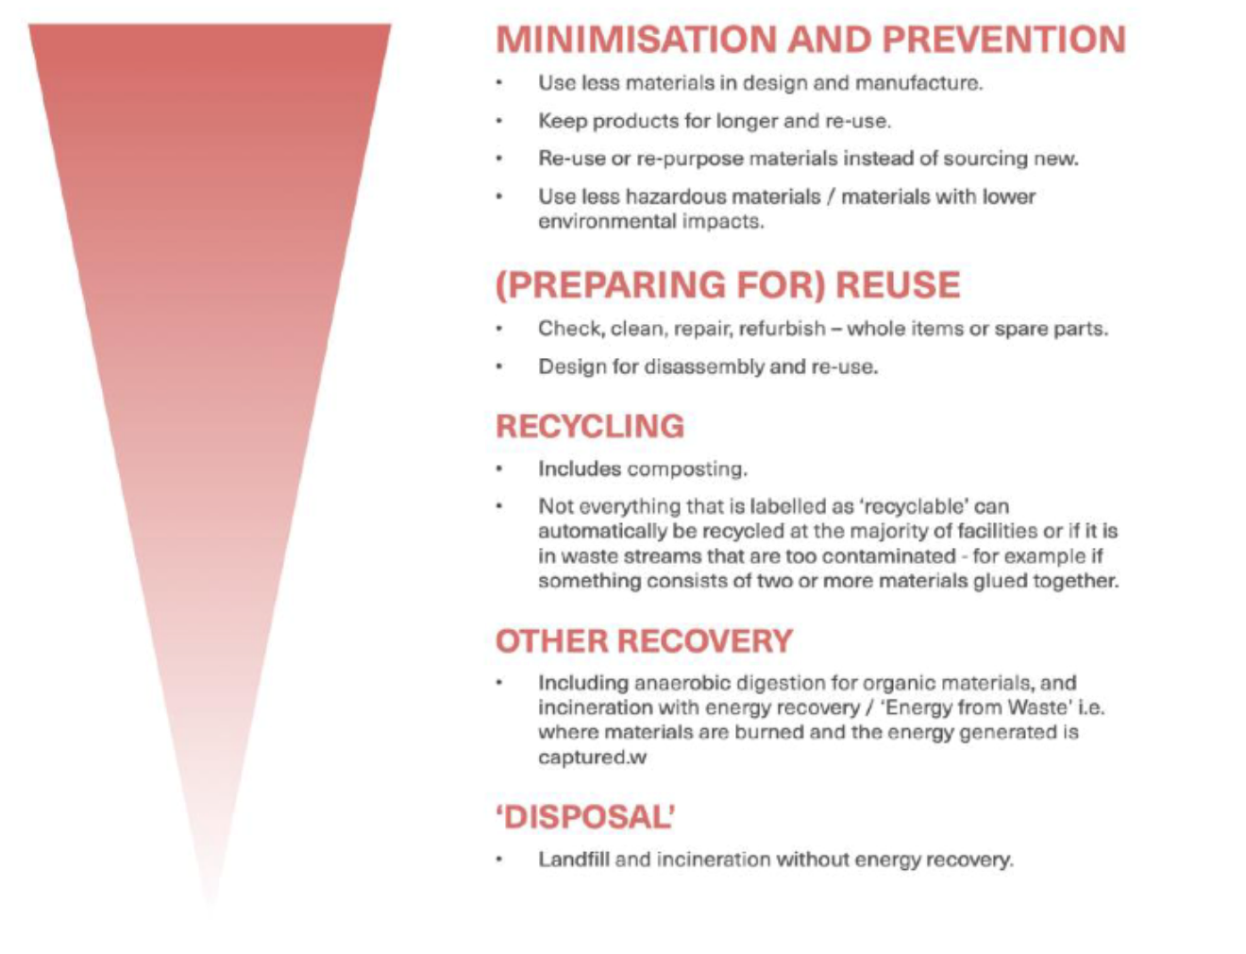 MINIMISATION AND PREVENTION
• Use less materials in design and manufacture.
• Keep products for longer and re-use.
• Re-use or re-purpose materials instead of sourcing new.
• Use less hazardous materials / materials with lower
environmental impacts.
(PREPARING FOR) REUSE
• Check, clean, repair, refurbish – whole items or spare parts.
• Design for disassembly and re-use.
RECYCLING
• Includes composting.
• Not everything that is labelled as ‘recyclable’ can
automatically be recycled at the majority of facilities or if it is
in waste streams that are too contaminated - for example if
something consists of two or more materials glued together.
OTHER RECOVERY
• Including anaerobic digestion for organic materials, and
incineration with energy recovery / ‘Energy from Waste’ i.e.
where materials are burned and the energy generated is
captured.w
‘DISPOSAL’
• Landfill and incineration without energy recovery.